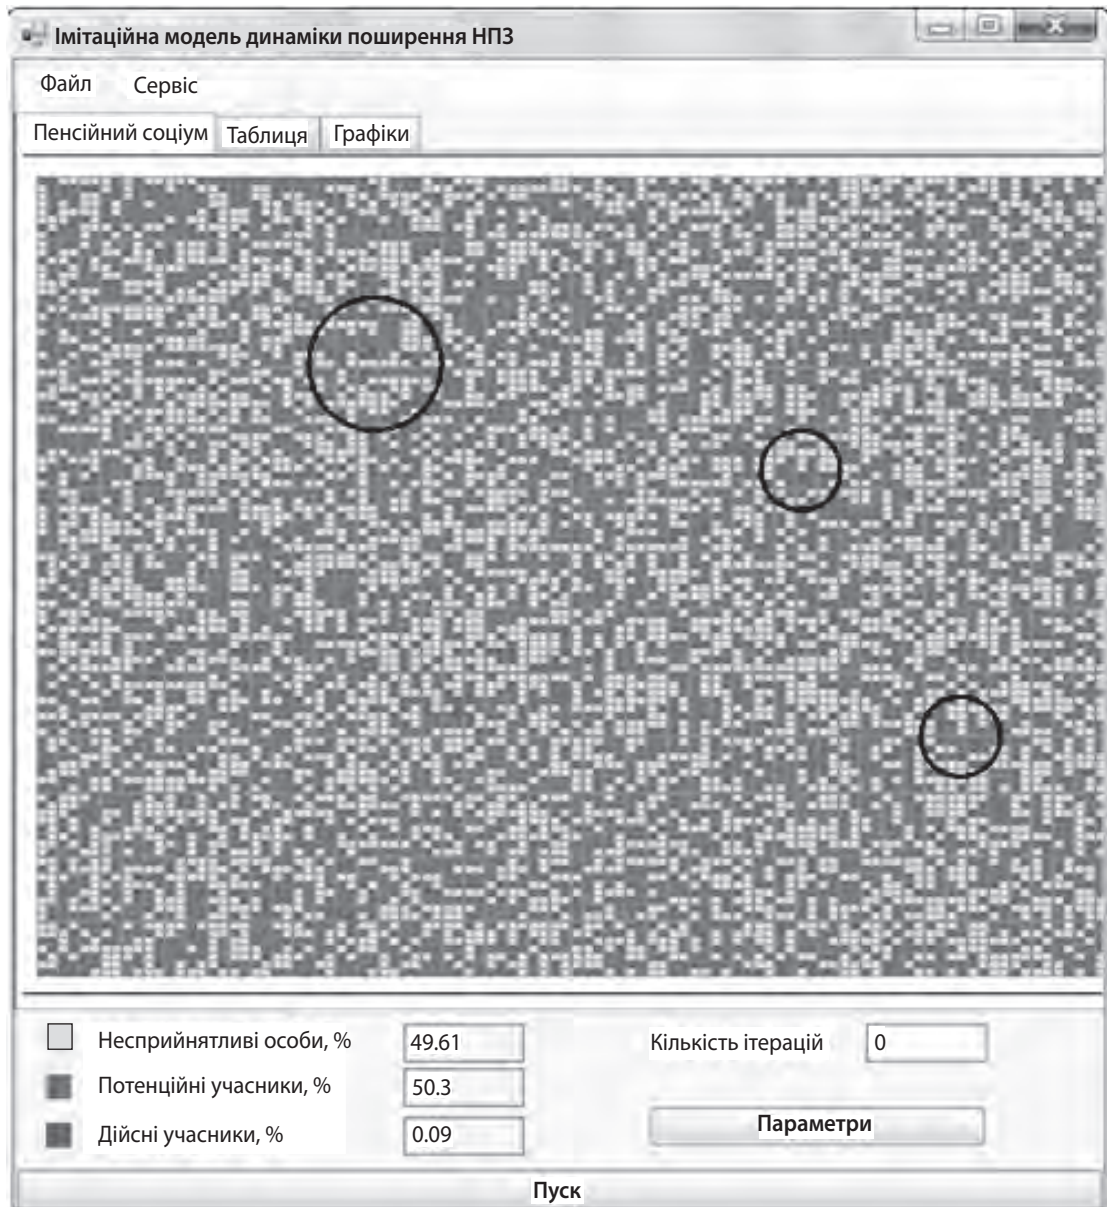 Імітаційна модель динаміки поширення НПЗ
Файл Сервіс
Пенсійний соціум Таблиця Графіки
Несприйнятливі особи, % 49.61 Кількість ітерацій 0
Потенційні учасники, % 50.3
Дійсні учасники, % 0.09 Параметри
Пуск